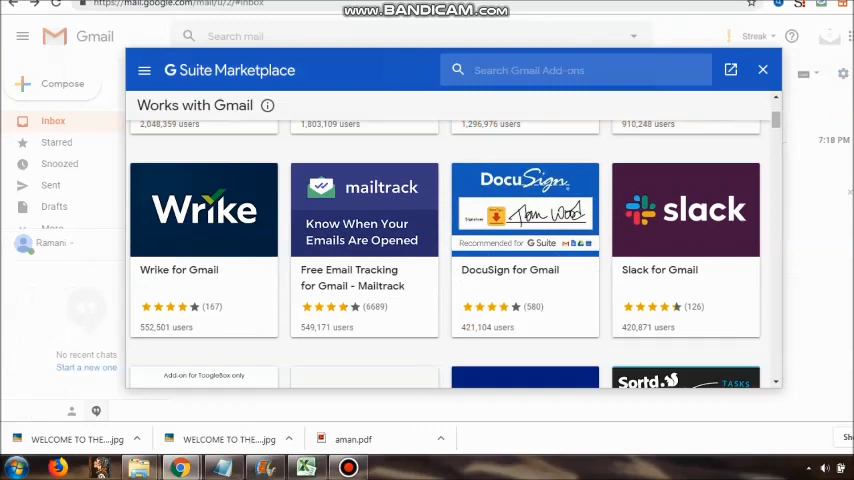 https://mail.google.com/mail/u/2/#inbox
www.BANDICAM.com
Gmail
Search mail
Streak
Compose
G Suite Marketplace
Search Gmail Add-ons
Works with Gmail
Inbox
Starred
Snoozed
Sent
Drafts
More
Ramani
No recent chats
Start a new one
7:18 PM
2,048,359 users
1,803,109 users
1,296,976 users
910,248 users
Wrike
mailtrack
Know When Your
Emails Are Opened
DocuSign
Signature
Tom Wood
Recommended for G Suite
slack
Wrike for Gmail
Free Email Tracking
for Gmail - Mailtrack
DocuSign for Gmail
Slack for Gmail
(167)
(6689)
(580)
(126)
552,501 users
549,171 users
421,104 users
420,871 users
Add-on for ToogleBox only
Sortd.
TASKS
WELCOME TO THE....jpg
WELCOME TO THE....jpg
aman.pdf